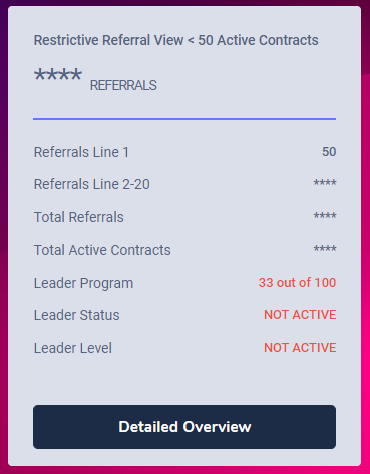 Restrictive Referral View < 50 Active Contracts
**** REFERRALS
Referrals Line 1 50
Referrals Line 2-20 ****
Total Referrals ****
Total Active Contracts ****
Leader Program 33 out of 100
Leader Status NOT ACTIVE
Leader Level NOT ACTIVE
Detailed Overview